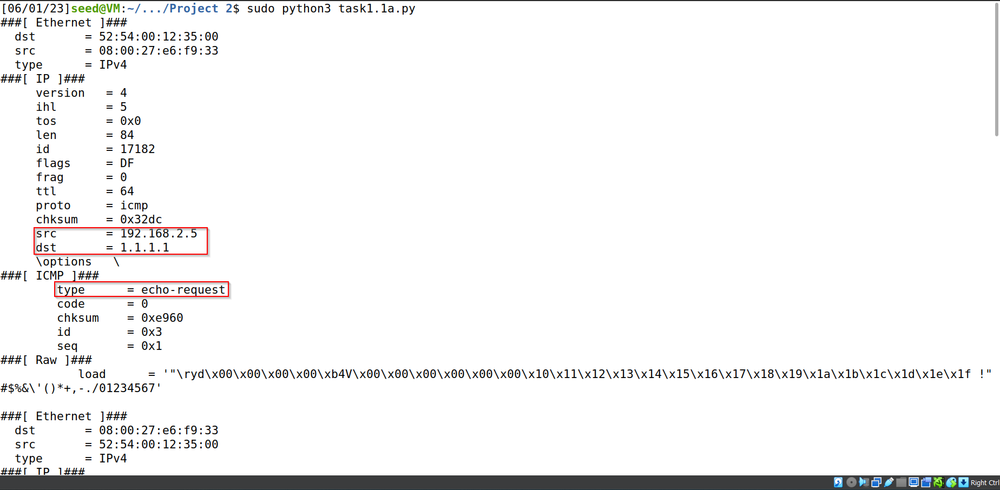 [06/01/23]seed@VM:~/.../Project 2$ sudo python3 task1.1a.py
###[ Ethernet ]###
  dst       = 52:54:00:12:35:00
  src       = 08:00:27:e6:f9:33
  type      = IPv4
###[ IP ]###
     version   = 4
     ihl       = 5
     tos       = 0x0
     len       = 84
     id        = 17182
     flags     = DF
     frag      = 0
     ttl       = 64
     proto     = icmp
     chksum    = 0x32dc
     src       = 192.168.2.5
     dst       = 1.1.1.1
     \options   \
###[ ICMP ]###
        type      = echo-request
        code      = 0
        chksum    = 0xe960
        id        = 0x3
        seq       = 0x1
###[ Raw ]###
           load      = '"\ryd\x00\x00\x00\x00\xb4V\x00\x00\x00\x00\x00\x00\x10\x11\x12\x13\x14\x15\x16\x17\x18\x19\x1a\x1b\x1c\x1d\x1e\x1f !"
#$%&\'()*+,-./01234567'
###[ Ethernet ]###
  dst       = 08:00:27:e6:f9:33
  src       = 52:54:00:12:35:00
  type      = IPv4
###[ IP ]###
Right Ctrl